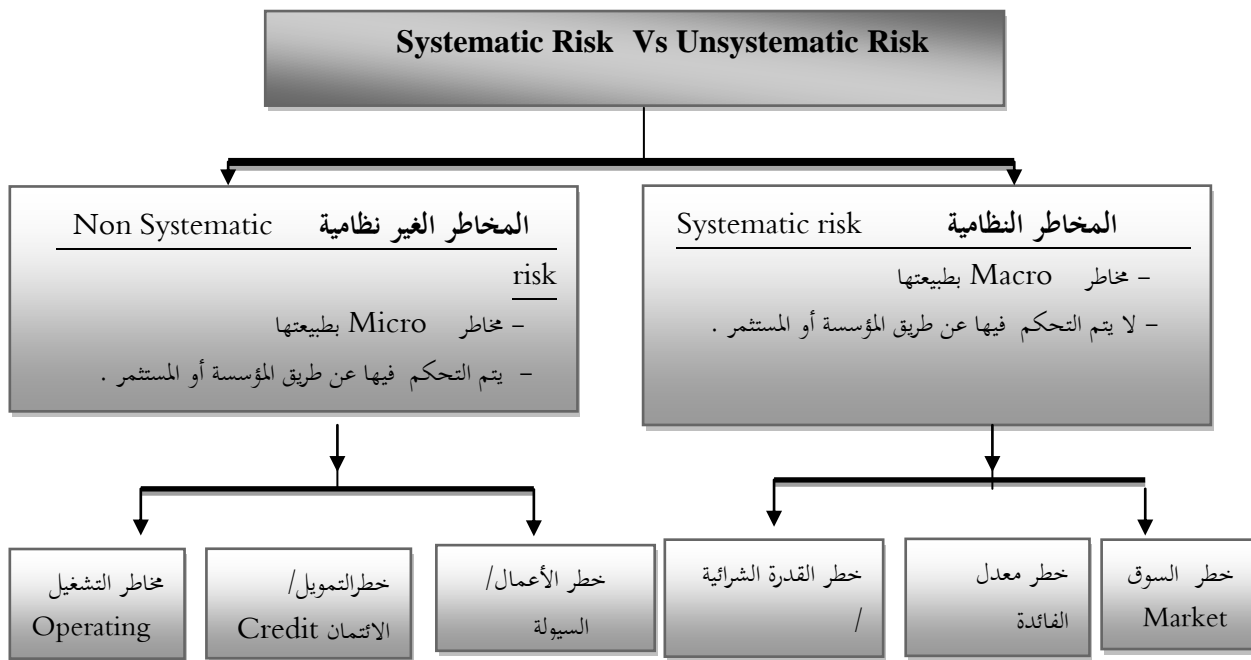 Systematic Risk Vs Unsystematic Risk
المخاطر النظامية Systematic risk
- مخاطر Macro بطبيعتها
- لا يتم التحكم فيها عن طريق المؤسسة أو المستثمر .
المخاطر الغير نظامية Non Systematic
risk
- مخاطر Micro بطبيعتها
- يتم التحكم فيها عن طريق المؤسسة أو المستثمر .
خطر السوق
Market
خطر معدل
الفائدة
خطر القدرة الشرائية
/
خطر الأعمال/
السيولة
خطرالتمويل/
الائتمان Credit
مخاطر التشغيل
Operating